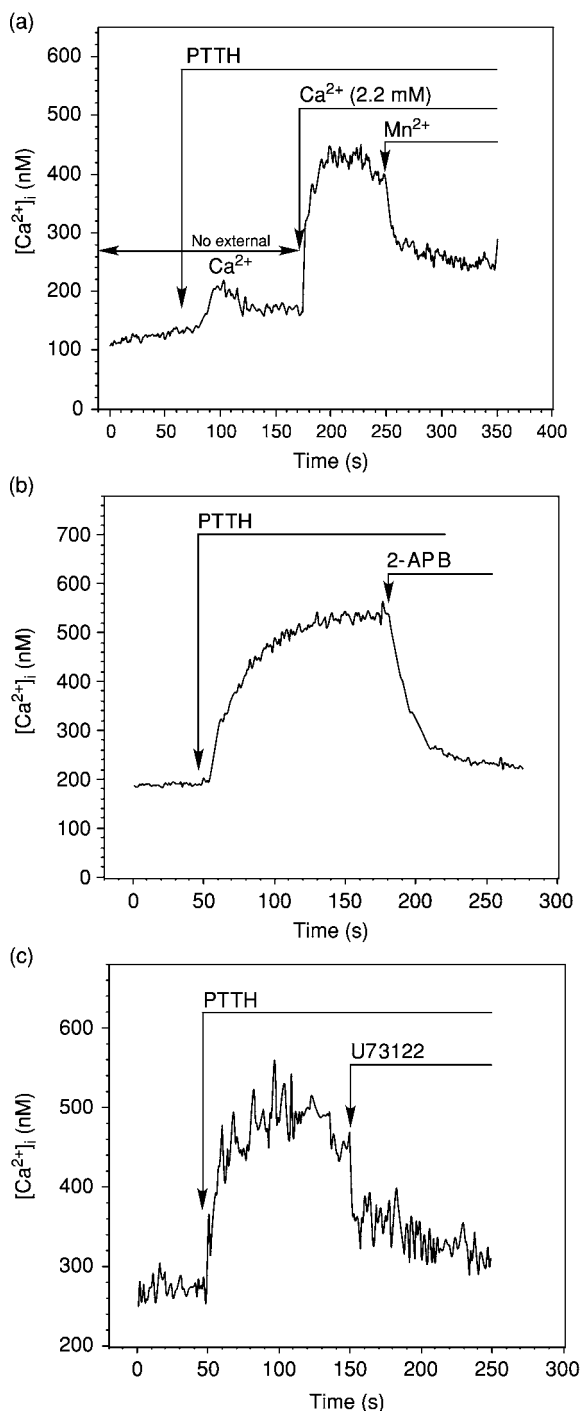 (a)
600
PTTH
500
Ca²⁺ (2.2 mM)
Mn²⁺
400
[Ca²⁺]ᵢ (nM)
300
No external
Ca²⁺
200
100
0
0 50 100 150 200 250 300 350 400
Time (s)
(b)
700
PTTH
600
2-APB
500
[Ca²⁺]ᵢ (nM)
400
300
200
100
0
0 50 100 150 200 250 300
Time (s)
(c)
PTTH
600
U73122
500
[Ca²⁺]ᵢ (nM)
400
300
200
0 50 100 150 200 250 300
Time (s)